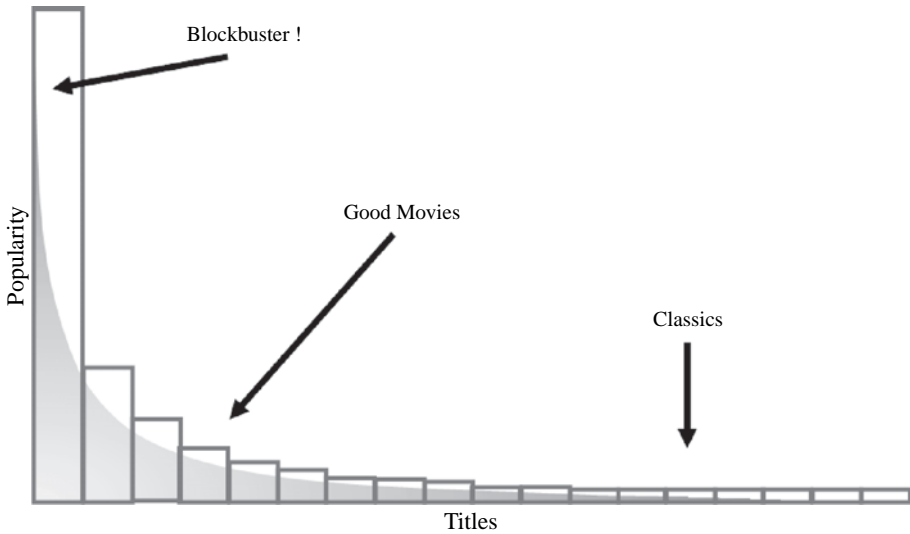 Blockbuster !
Good Movies
Popularity
Classics
Titles